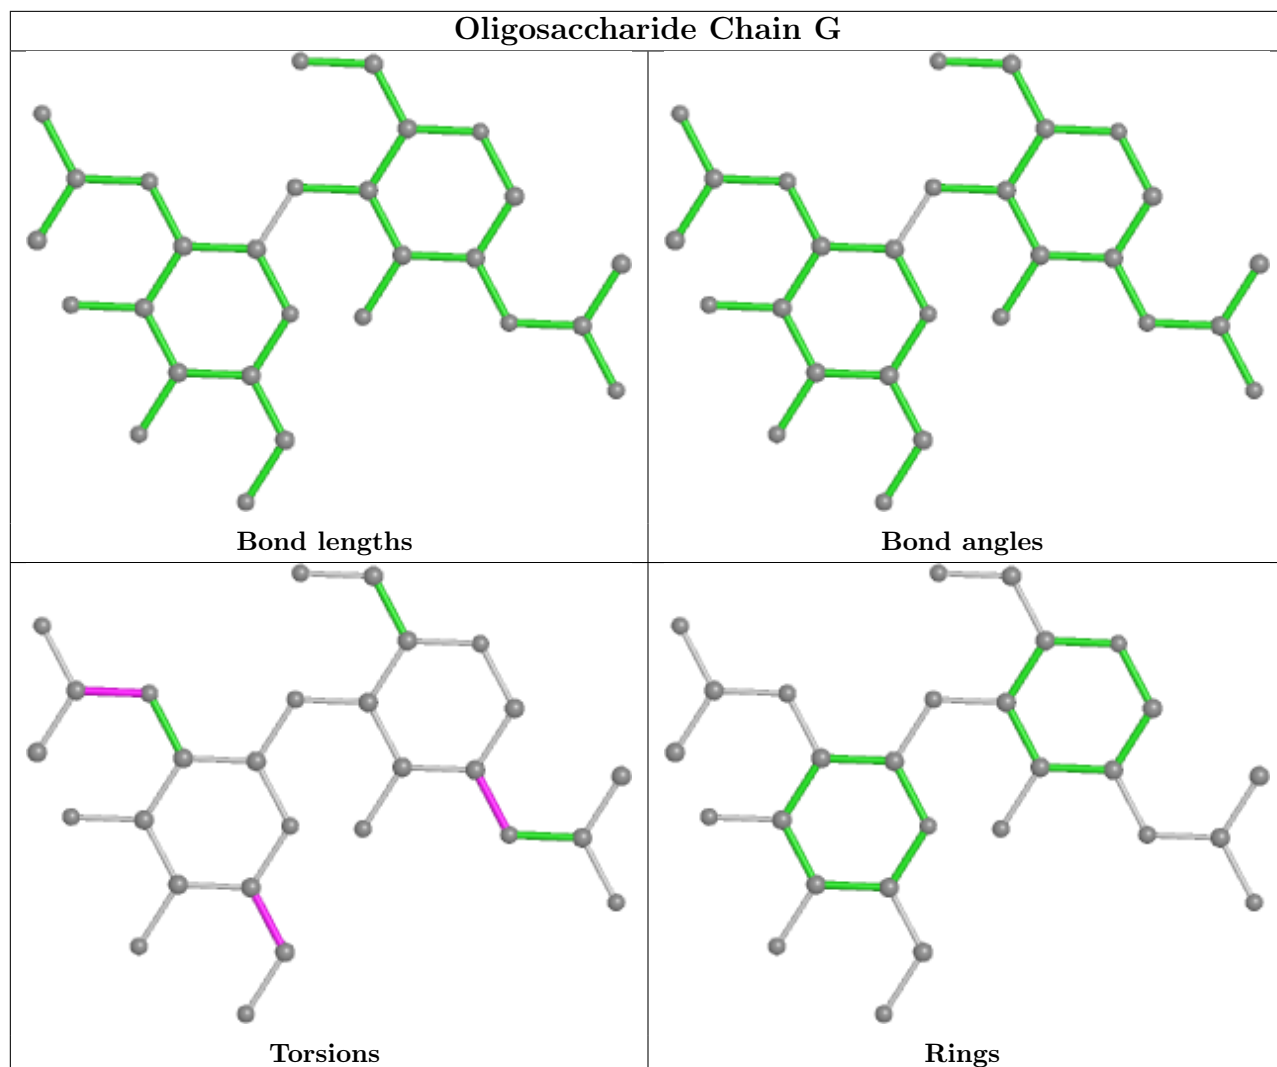 Oligosaccharide Chain G
Bond lengths
Bond angles
Torsions
Rings